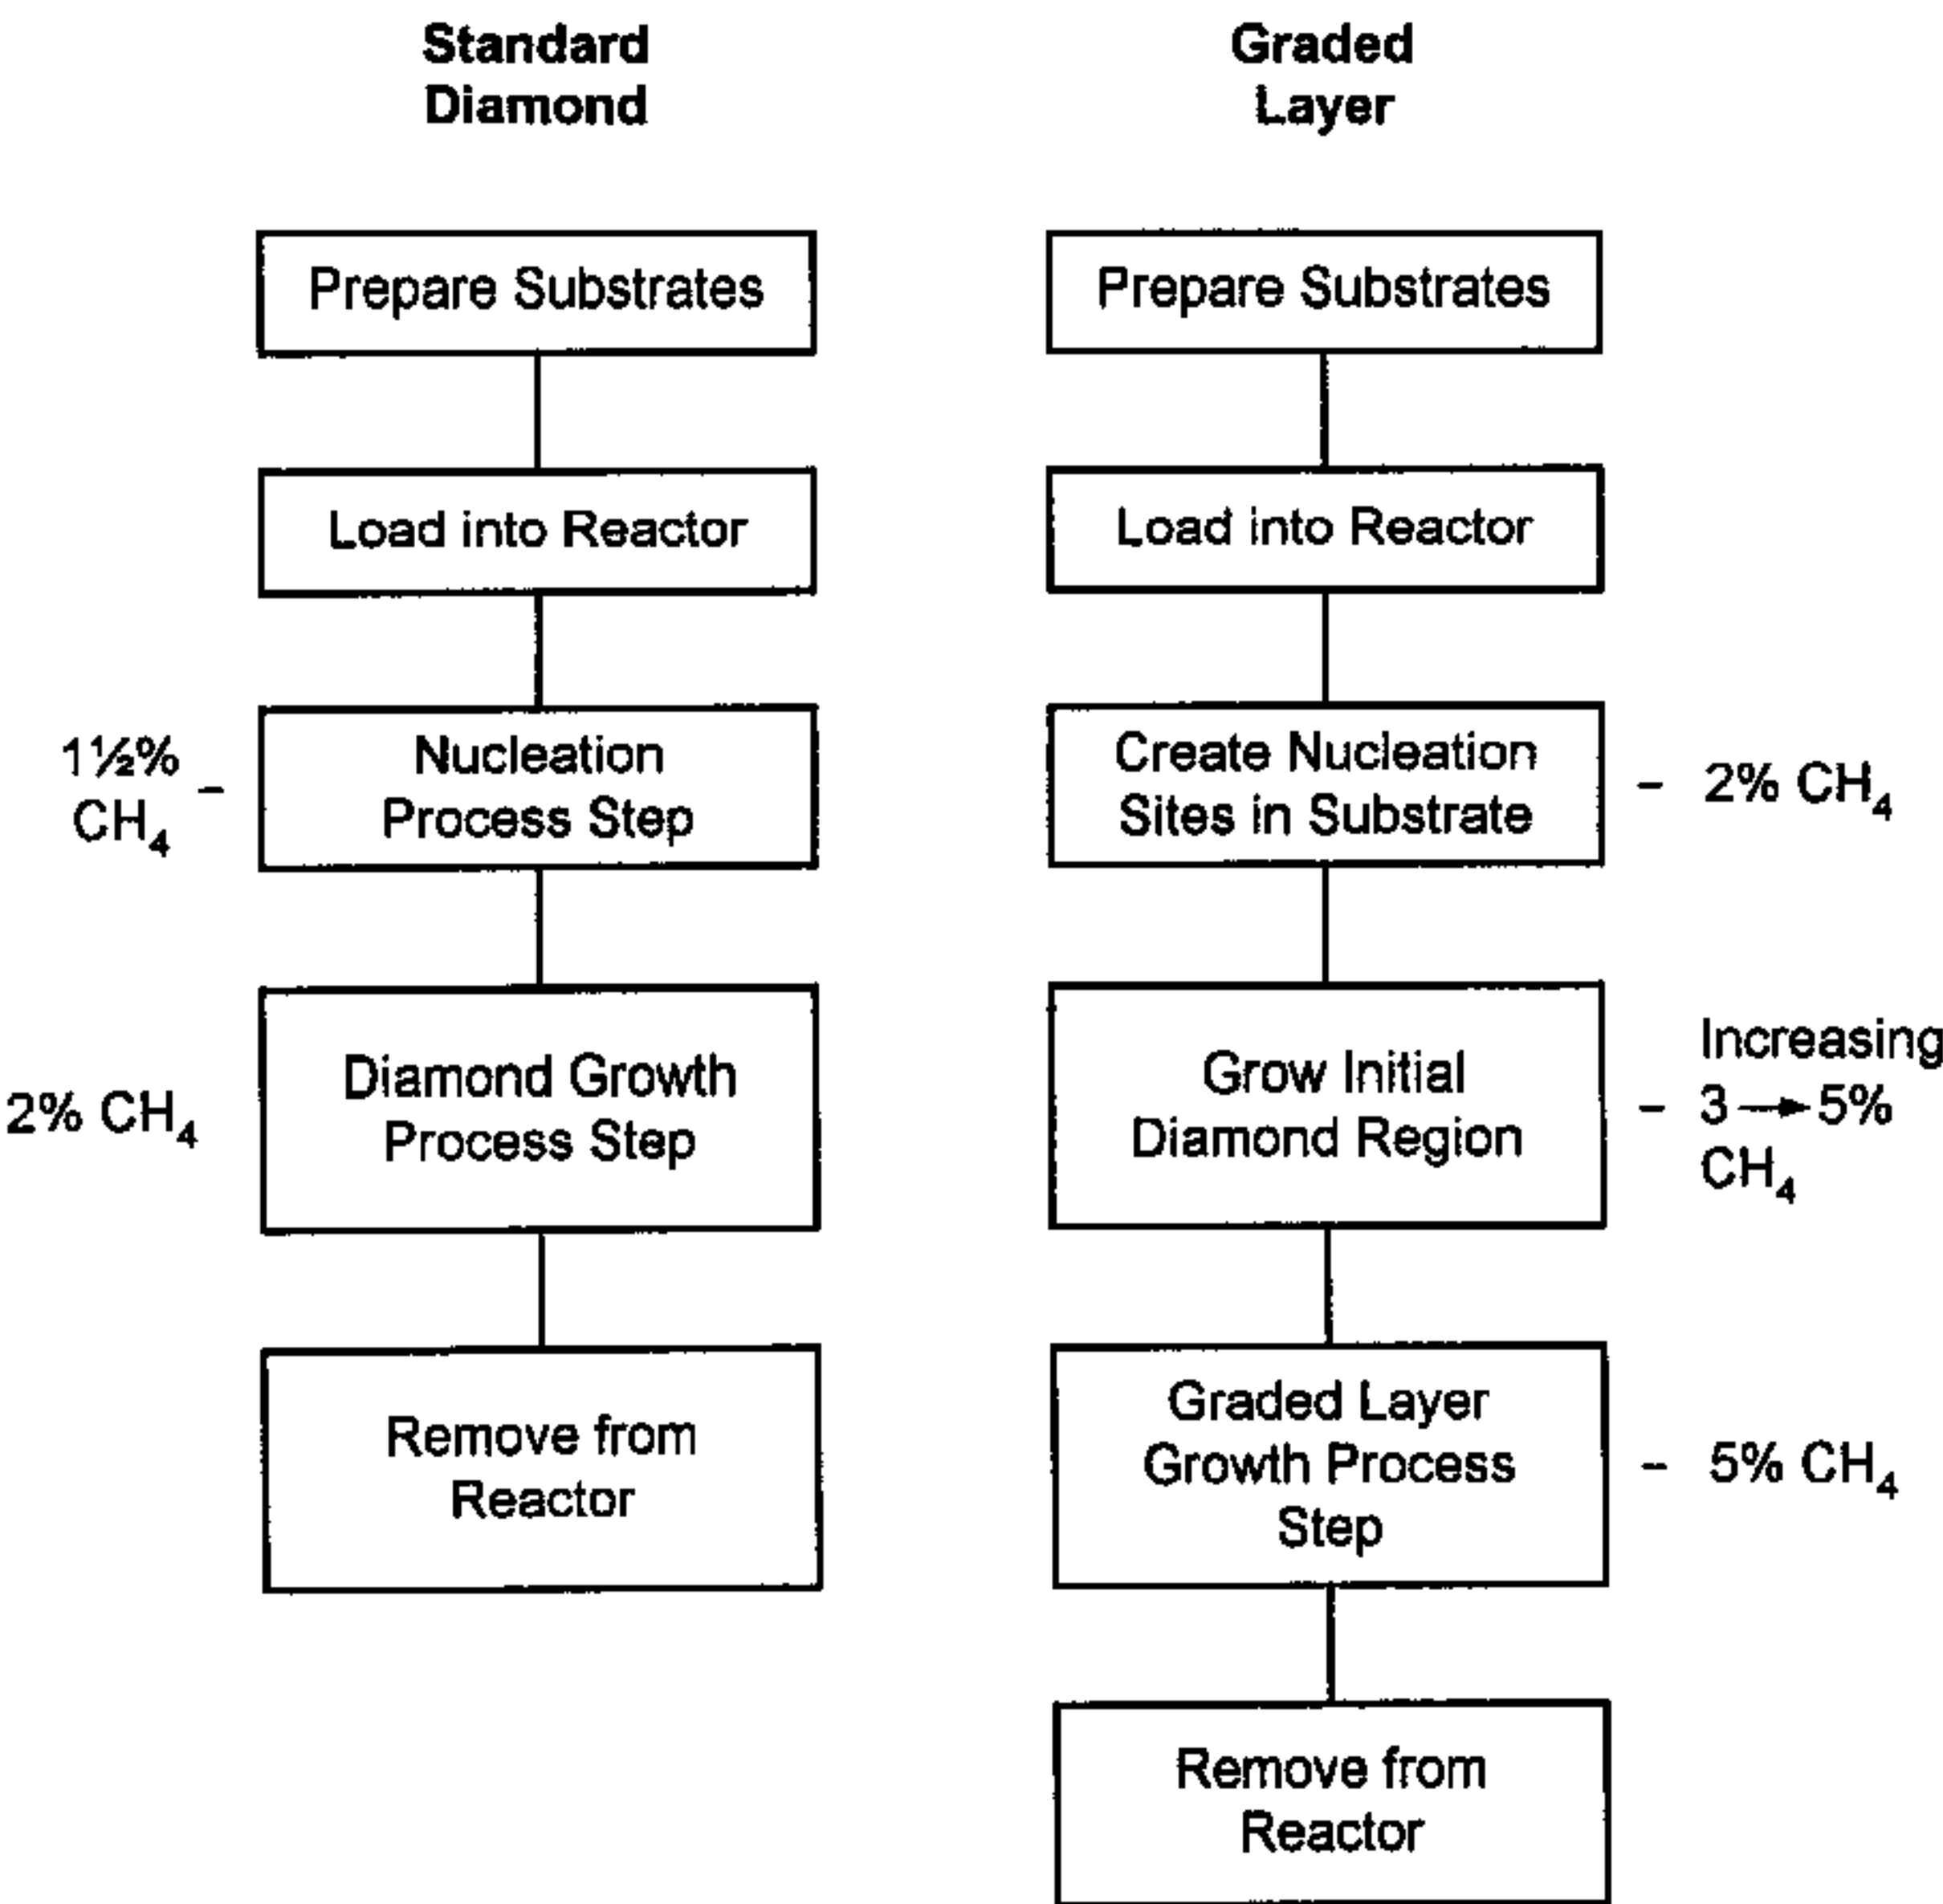 Standard
Diamond
Prepare Substrates
Load into Reactor
1½%
CH₄ -
Nucleation
Process Step
2% CH₄
Diamond Growth
Process Step
Remove from
Reactor
Graded
Layer
Prepare Substrates
Load into Reactor
Create Nucleation
Sites in Substrate
- 2% CH₄
Grow Initial
Diamond Region
Increasing
- 3 → 5%
CH₄
Graded Layer
Growth Process
Step
- 5% CH₄
Remove from
Reactor